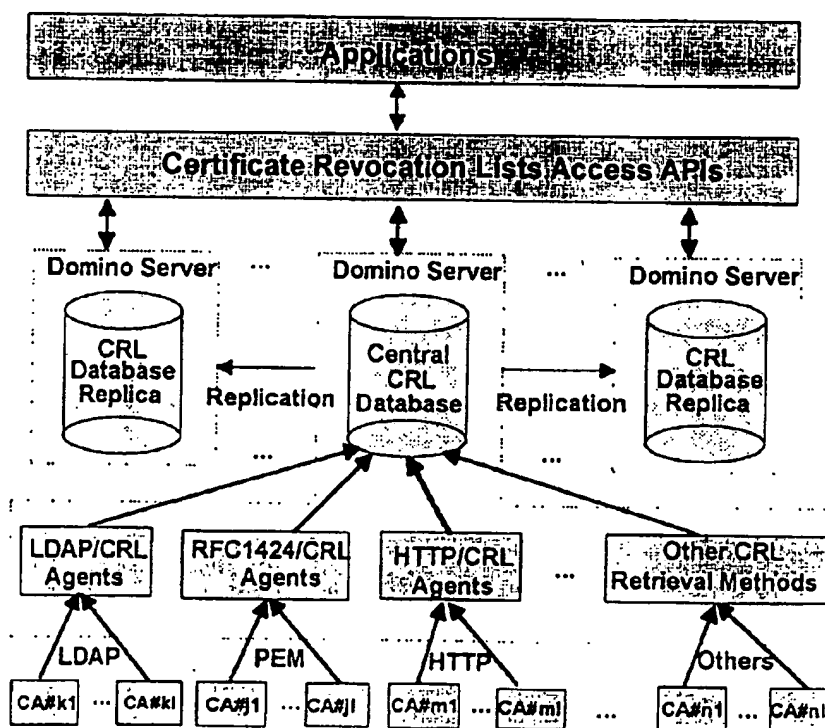 Applications
Certificate Revocation Lists Access APIs
Domino Server
...
Domino Server
...
Domino Server
CRL
Database
Replica
Replication
Central
CRL
Database
Replication
CRL
Database
Replica
...
...
LDAP/CRL
Agents
RFC1424/CRL
Agents
HTTP/CRL
Agents
...
Other CRL
Retrieval Methods
LDAP
PEM
HTTP
Others
CA#k1 ... CA#kl
CA#j1 ... CA#jl
CA#m1 ... CA#ml
...
CA#n1 ... CA#nl